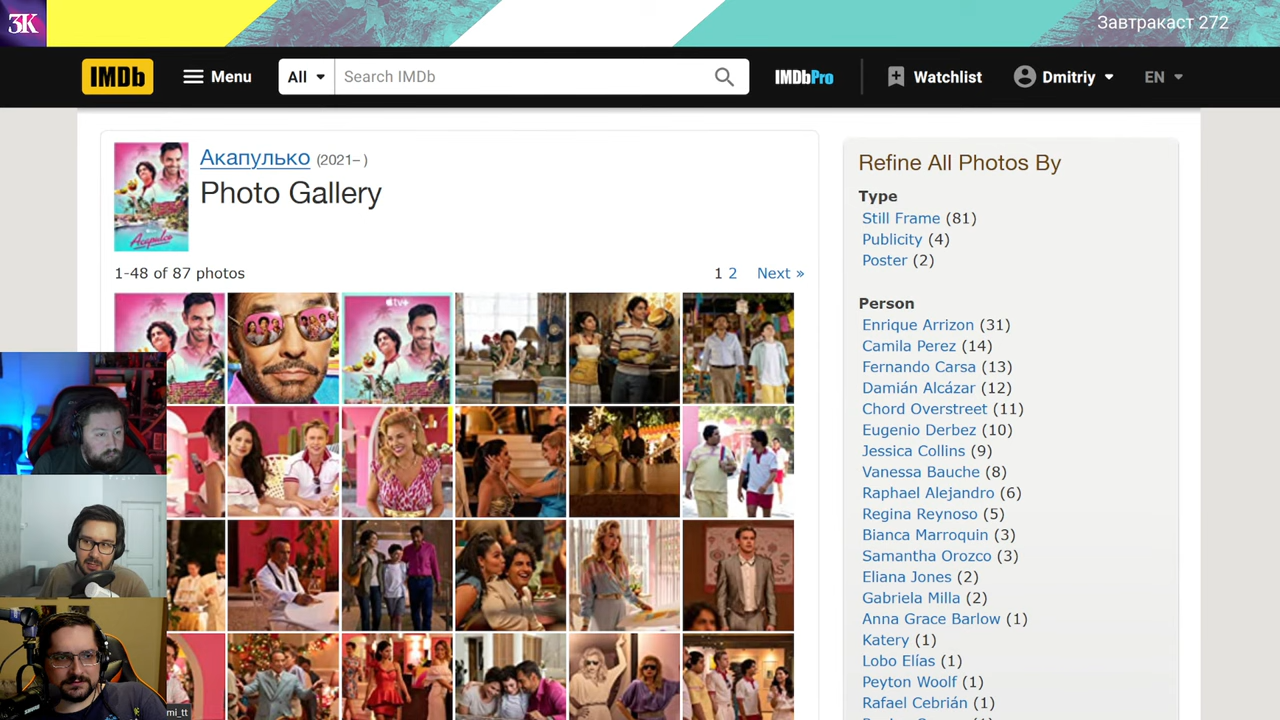 3K
Завтракаст 272
IMDb
Menu
All
Search IMDb
IMDbPro
Watchlist
Dmitriy
EN
Акапулько (2021– )
Photo Gallery
1-48 of 87 photos
1 2 Next »
Acapulco
tv+
mi_tt
Refine All Photos By
Type
Still Frame (81)
Publicity (4)
Poster (2)
Person
Enrique Arrizon (31)
Camila Perez (14)
Fernando Carsa (13)
Damián Alcázar (12)
Chord Overstreet (11)
Eugenio Derbez (10)
Jessica Collins (9)
Vanessa Bauche (8)
Raphael Alejandro (6)
Regina Reynoso (5)
Bianca Marroquin (3)
Samantha Orozco (3)
Eliana Jones (2)
Gabriela Milla (2)
Anna Grace Barlow (1)
Katery (1)
Lobo Elías (1)
Peyton Woolf (1)
Rafael Cebrián (1)